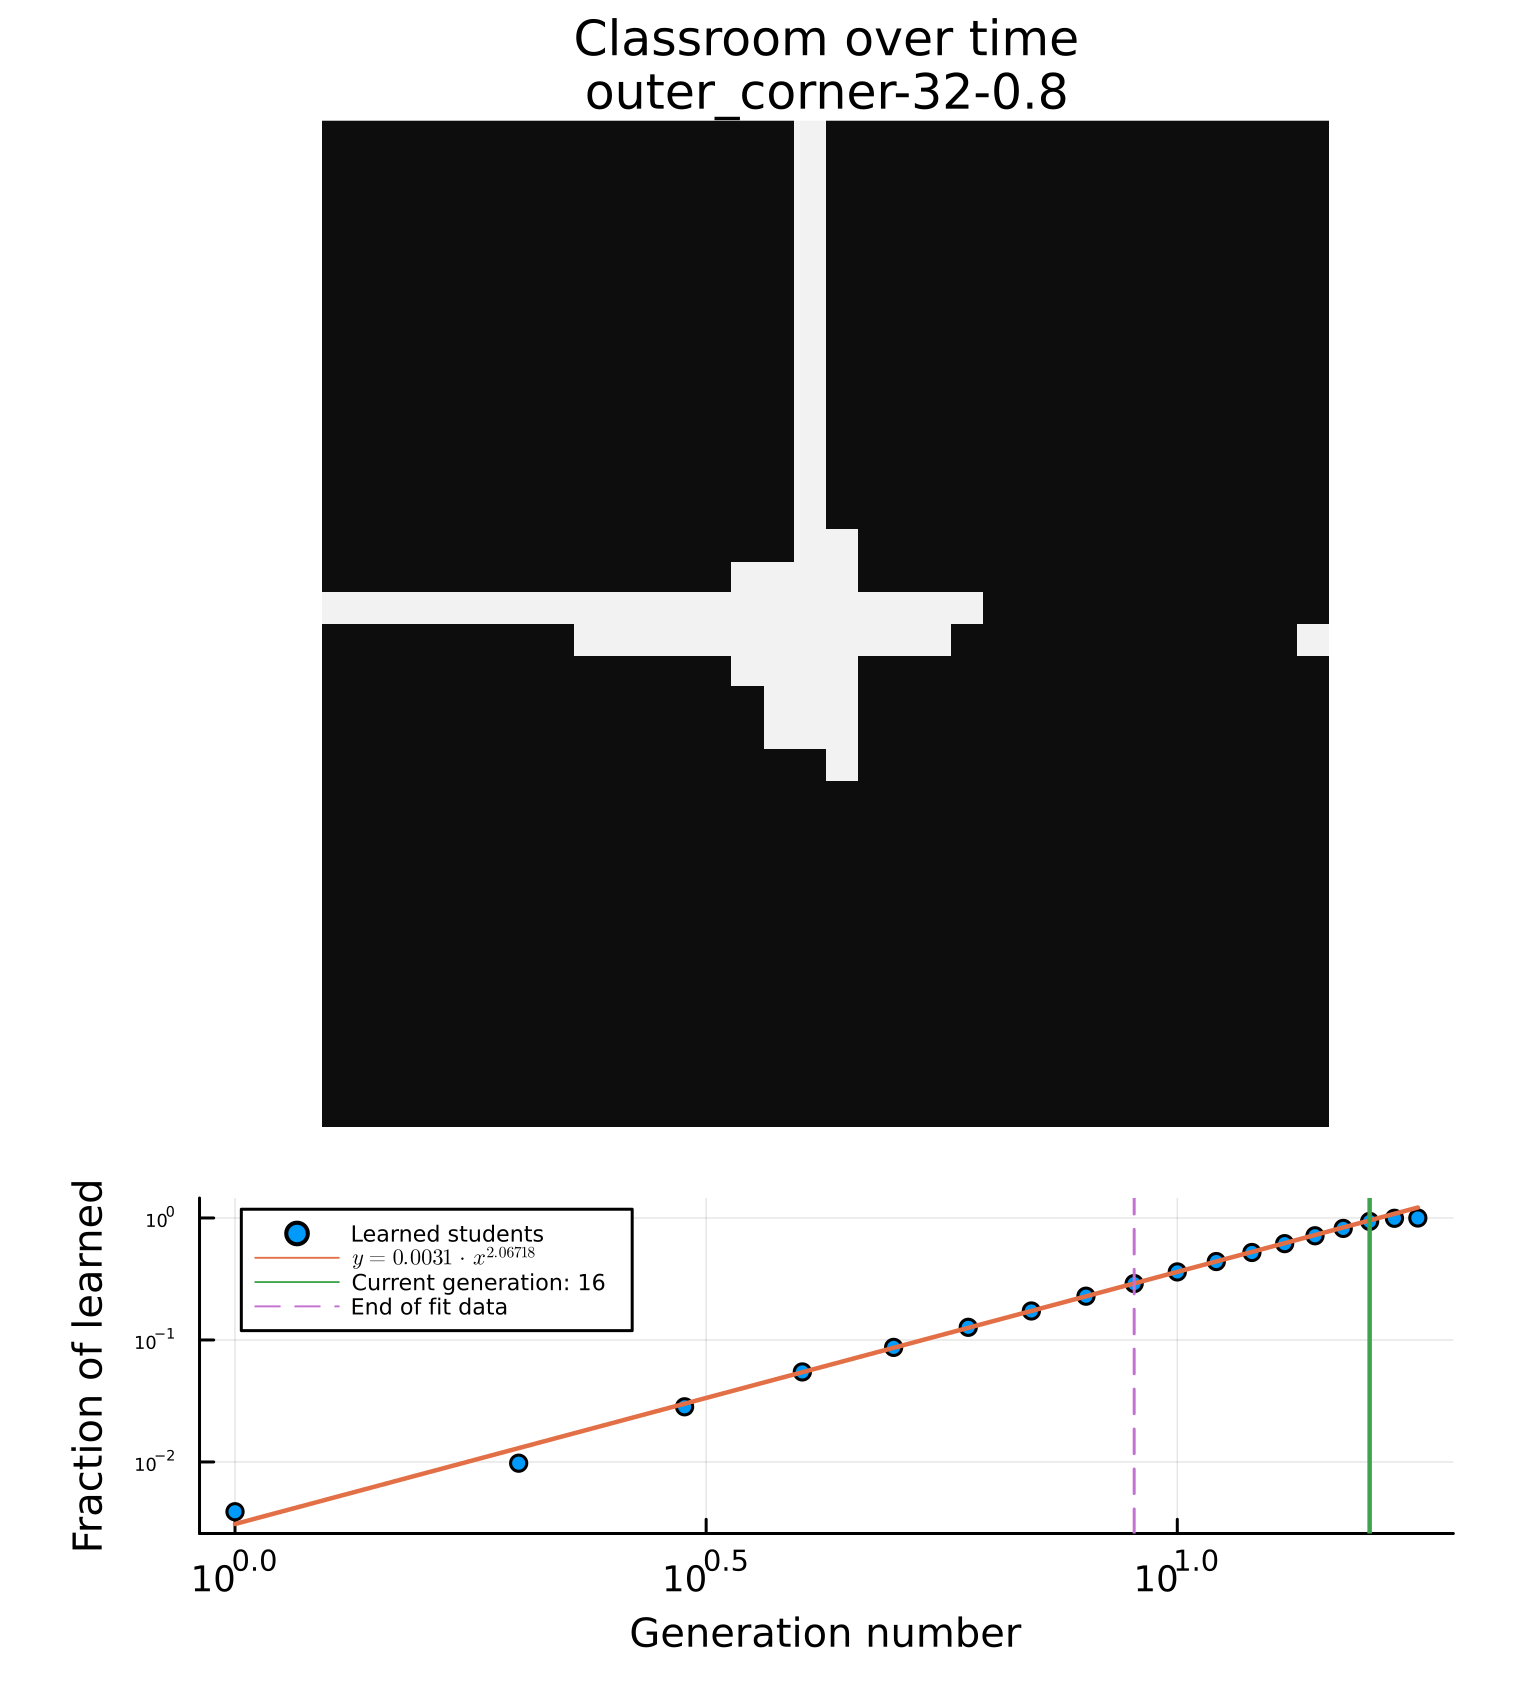 Classroom over time
outer_corner-32-0.8
Fraction of learned
10^0
10^−1
10^−2
Learned students
y = 0.0031 · x^2.06718
Current generation: 16
End of fit data
10^0.0 10^0.5 10^1.0
Generation number